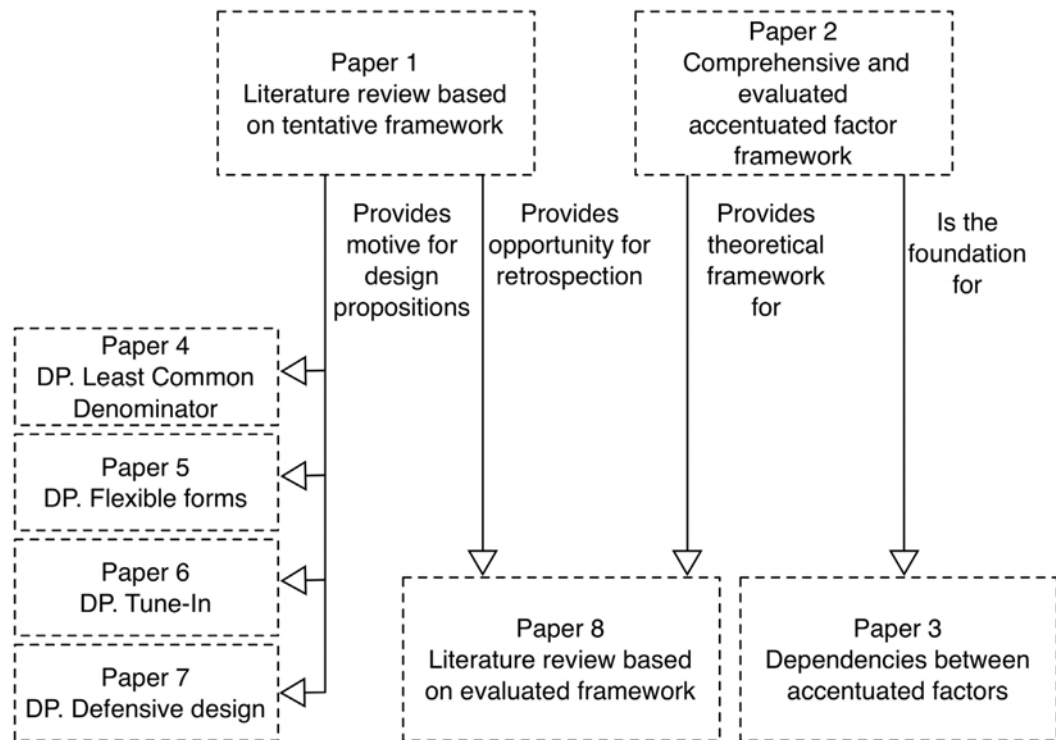 Paper 1
Literature review based
on tentative framework
Paper 2
Comprehensive and
evaluated
accentuated factor
framework
Provides
motive for
design
propositions
Provides
opportunity for
retrospection
Provides
theoretical
framework
for
Is the
foundation
for
Paper 4
DP. Least Common
Denominator
Paper 5
DP. Flexible forms
Paper 6
DP. Tune-In
Paper 7
DP. Defensive design
Paper 8
Literature review based
on evaluated framework
Paper 3
Dependencies between
accentuated factors